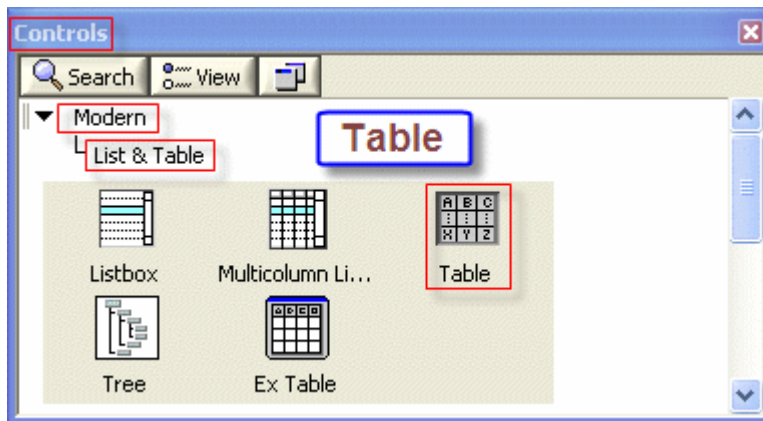 Controls
Search View
Modern
List & Table
Table
A B C
X Y Z
Listbox Multicolumn Li... Table
A B C D
Tree Ex Table